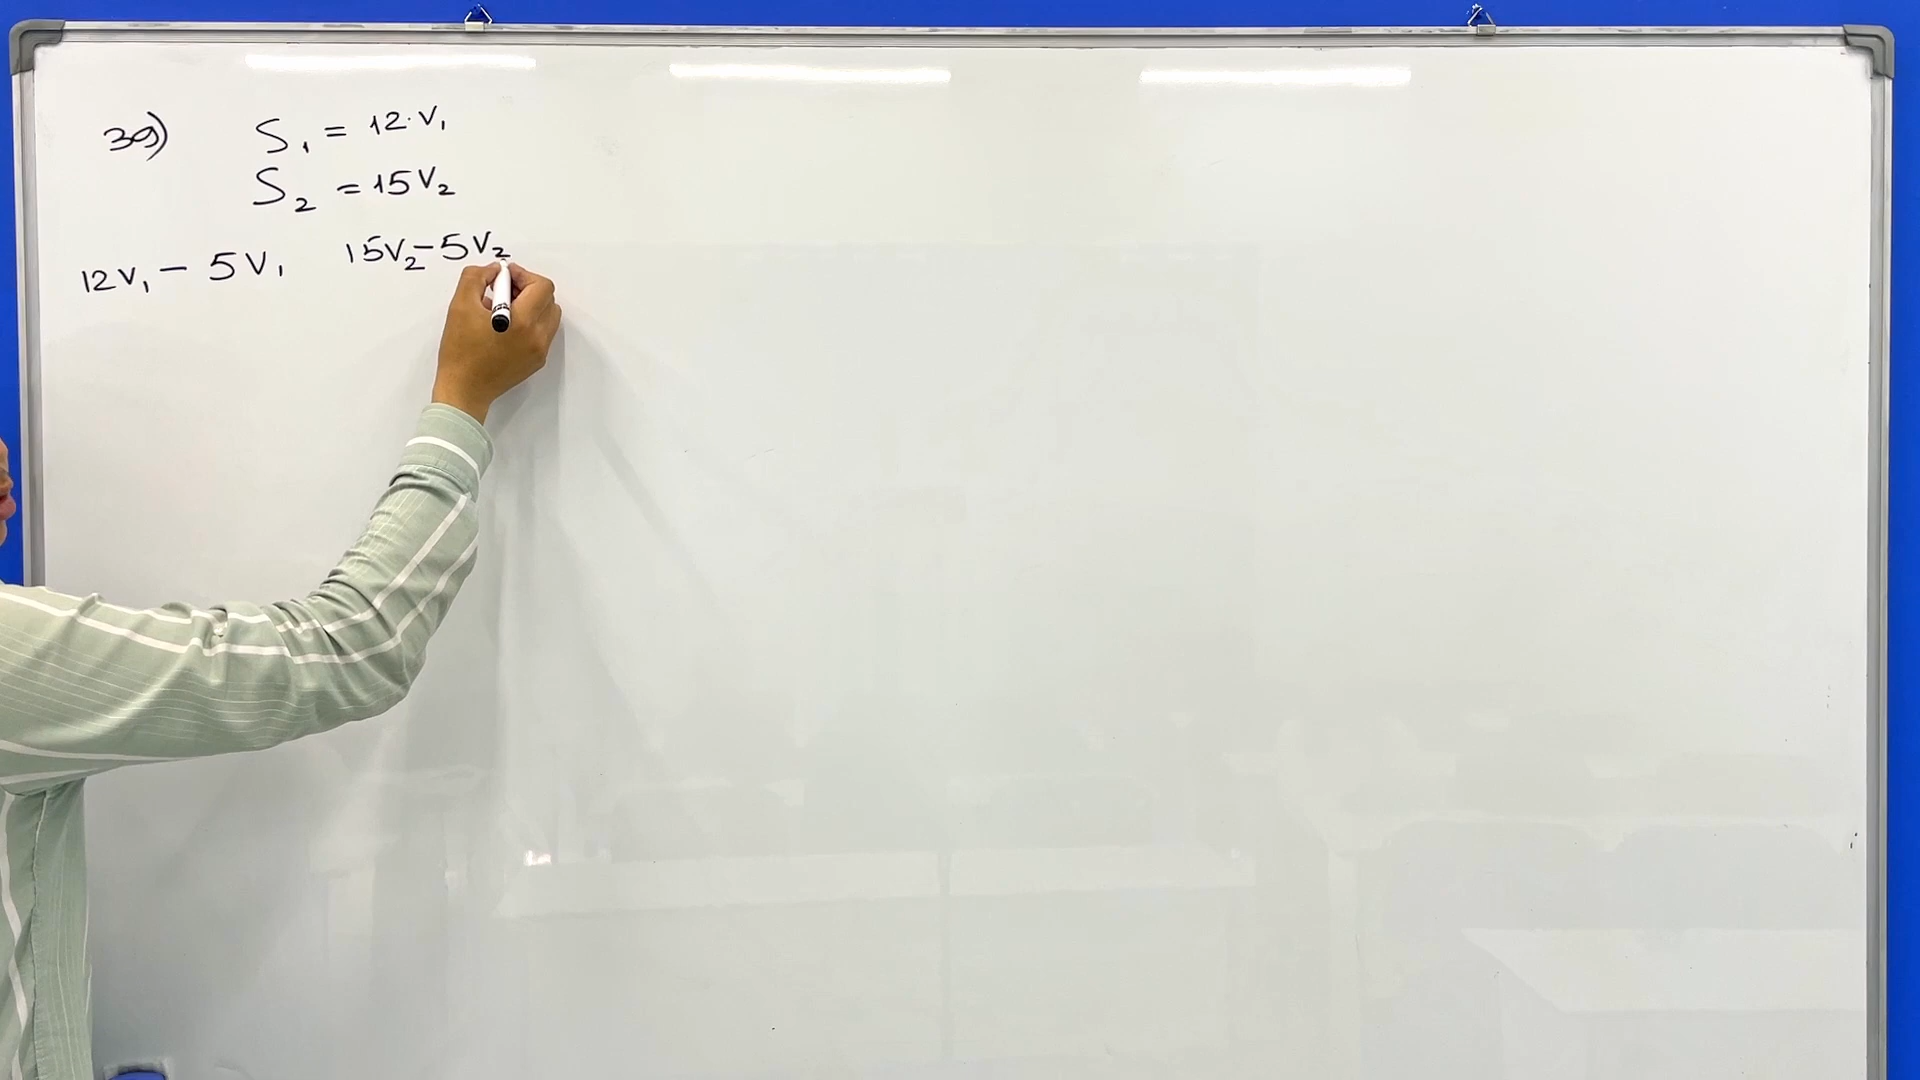 39) S₁ = 12·V₁
S₂ = 15V₂
12V₁ − 5V₁ 15V₂ − 5V₂